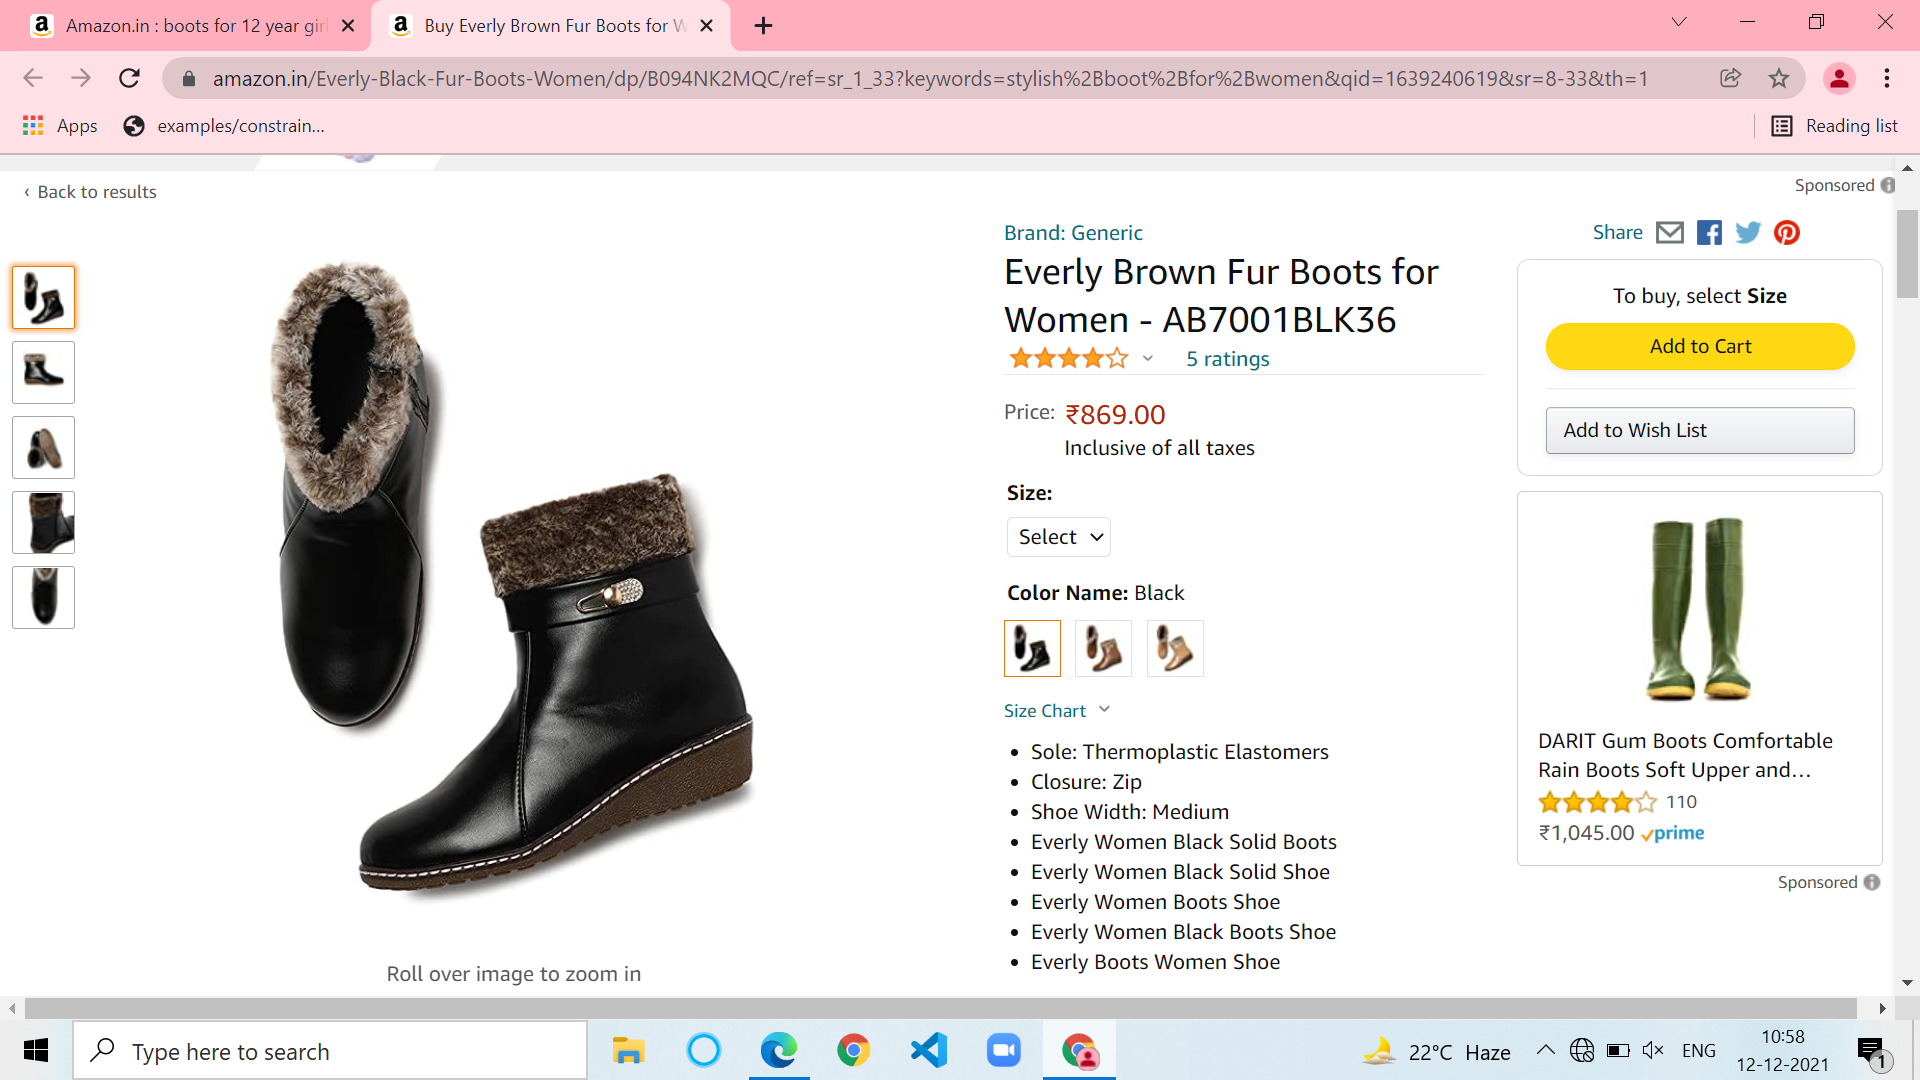 Amazon.in : boots for 12 year gir
Buy Everly Brown Fur Boots for W
amazon.in/Everly-Black-Fur-Boots-Women/dp/B094NK2MQC/ref=sr_1_33?keywords=stylish%2Bboot%2Bfor%2Bwomen&qid=1639240619&sr=8-33&th=1
Apps
examples/constrain...
Reading list
‹ Back to results
Sponsored
Brand: Generic
Everly Brown Fur Boots for
Women - AB7001BLK36
5 ratings
Price: ₹869.00
Inclusive of all taxes
Size:
Select
Color Name: Black
Size Chart
• Sole: Thermoplastic Elastomers
• Closure: Zip
• Shoe Width: Medium
• Everly Women Black Solid Boots
• Everly Women Black Solid Shoe
• Everly Women Boots Shoe
• Everly Women Black Boots Shoe
• Everly Boots Women Shoe
Roll over image to zoom in
Share
To buy, select Size
Add to Cart
Add to Wish List
DARIT Gum Boots Comfortable
Rain Boots Soft Upper and…
110
₹1,045.00 prime
Sponsored
Type here to search
22°C Haze
ENG
10:58
12-12-2021
1